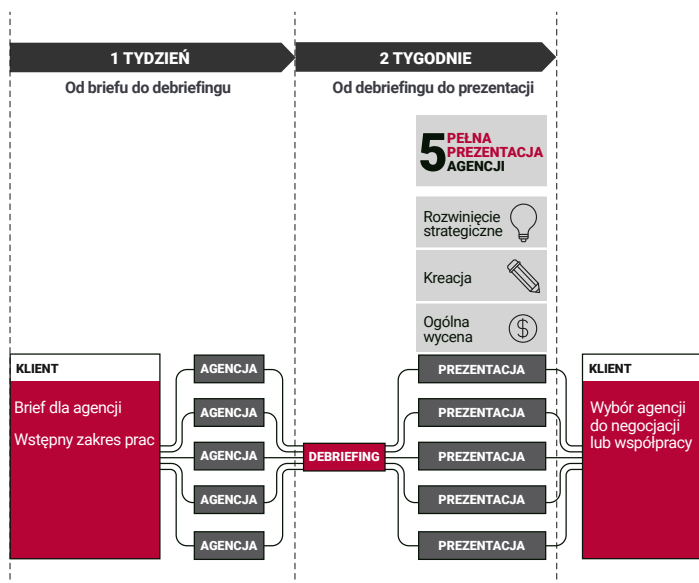 1 TYDZIEŃ
2 TYGODNIE
Od briefu do debriefingu
Od debriefingu do prezentacji
5 PEŁNA
PREZENTACJA
AGENCJI
Rozwinięcie
strategiczne
Kreacja
Ogólna
wycena
$
KLIENT
Brief dla agencji
Wstępny zakres prac
AGENCJA
AGENCJA
AGENCJA
AGENCJA
AGENCJA
DEBRIEFING
PREZENTACJA
PREZENTACJA
PREZENTACJA
PREZENTACJA
PREZENTACJA
KLIENT
Wybór agencji
do negocjacji
lub współpracy